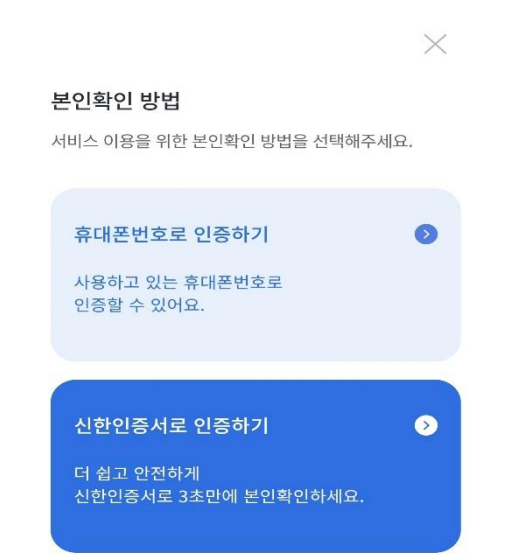 본인확인 방법
서비스 이용을 위한 본인확인 방법을 선택해주세요.
휴대폰번호로 인증하기
사용하고 있는 휴대폰번호로
인증할 수 있어요.
신한인증서로 인증하기
더 쉽고 안전하게
신한인증서로 3초만에 본인확인하세요.